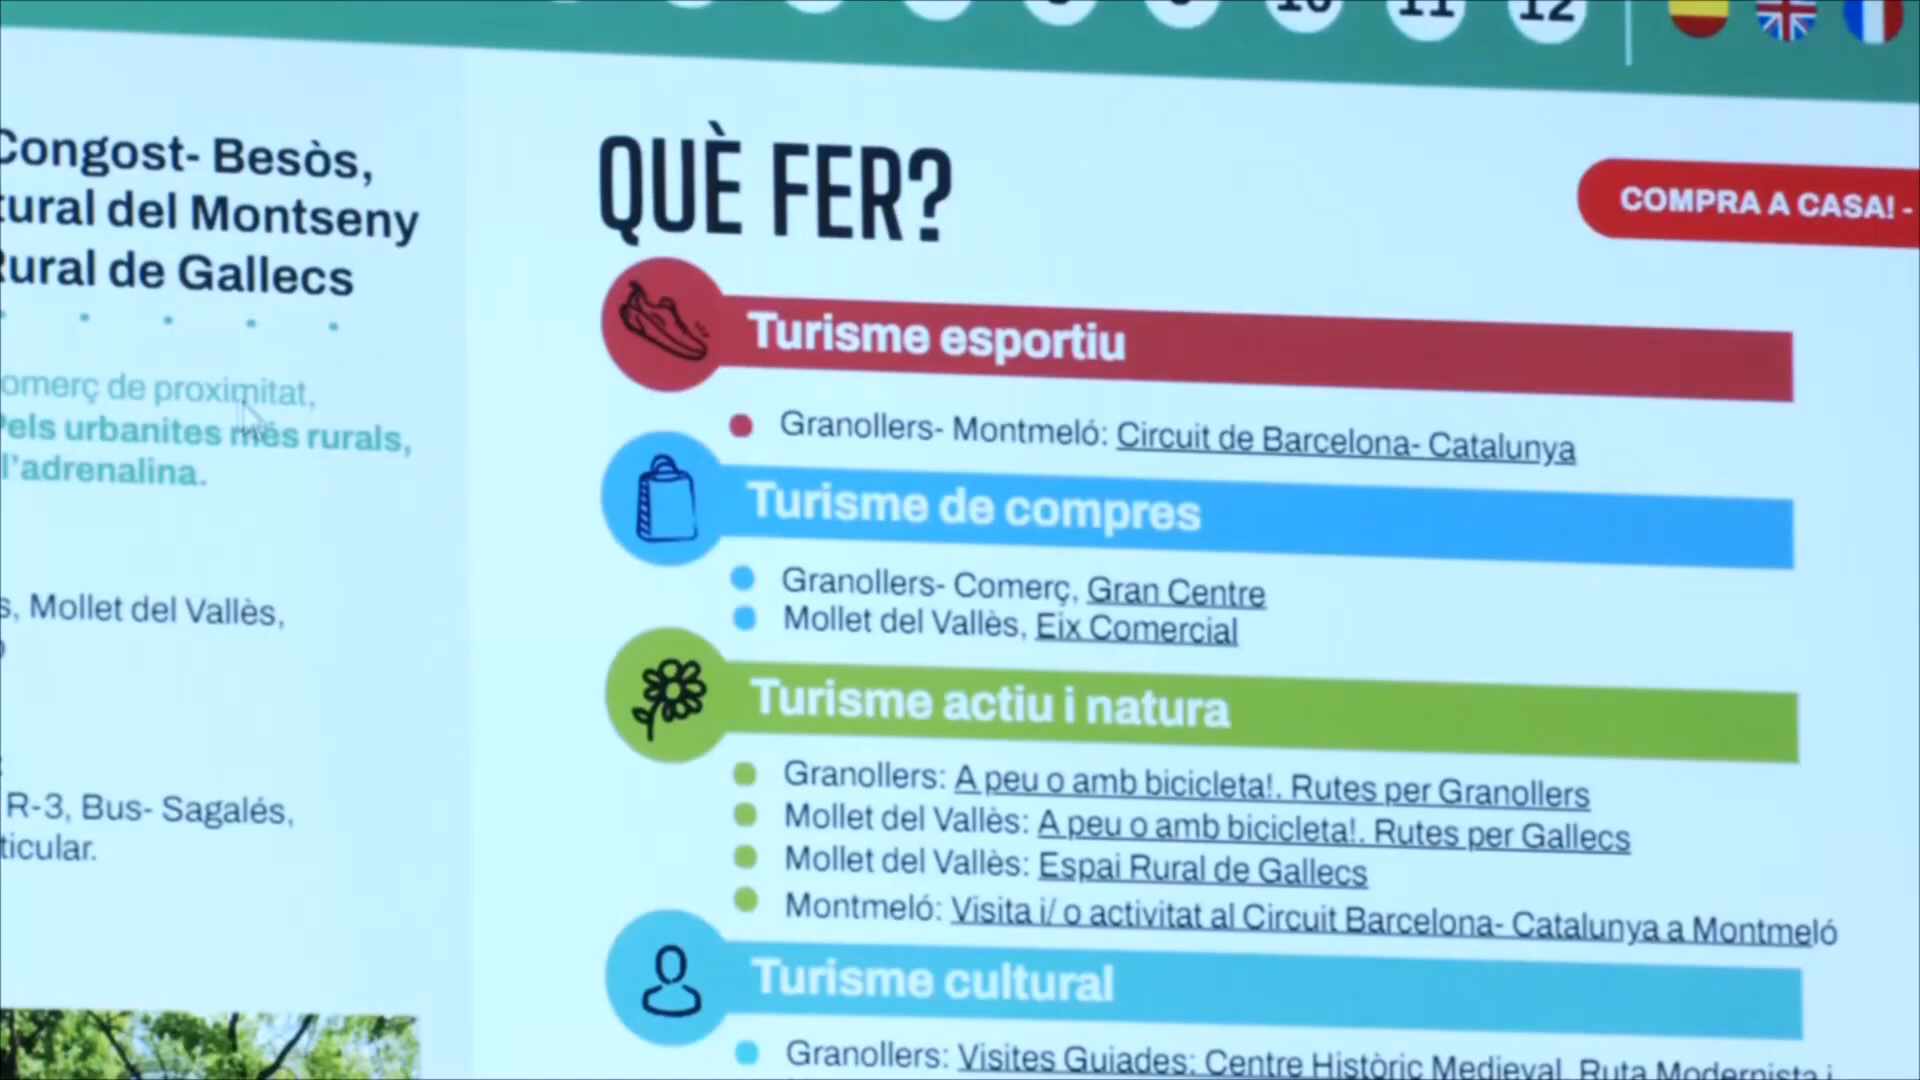 10 11 12
Congost- Besòs,
tural del Montseny
Rural de Gallecs
omerç de proximitat,
Pels urbanites més rurals,
l'adrenalina.
s, Mollet del Vallès,
R-3, Bus- Sagalés,
ticular.
QUÈ FER?
COMPRA A CASA! -
Turisme esportiu
Granollers- Montmeló: Circuit de Barcelona- Catalunya
Turisme de compres
Granollers- Comerç, Gran Centre
Mollet del Vallès, Eix Comercial
Turisme actiu i natura
Granollers: A peu o amb bicicleta!. Rutes per Granollers
Mollet del Vallès: A peu o amb bicicleta!. Rutes per Gallecs
Mollet del Vallès: Espai Rural de Gallecs
Montmeló: Visita i/ o activitat al Circuit Barcelona- Catalunya a Montmeló
Turisme cultural
Granollers: Visites Guiades: Centre Històric Medieval, Ruta Modernista i